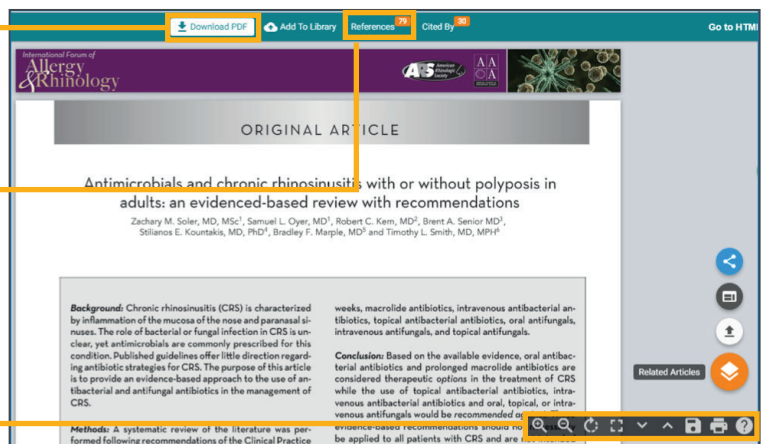 Download PDF
Add To Library
References 79
Cited By 30
Go to HTM
International Forum of
Allergy
&Rhinology
ARS American Rhinologic Society
AAOA
ORIGINAL ARTICLE
Antimicrobials and chronic rhinosinusitis with or without polyposis in
adults: an evidenced-based review with recommendations
Zachary M. Soler, MD, MSc¹, Samuel L. Oyer, MD¹, Robert C. Kern, MD², Brent A. Senior MD³,
Stilianos E. Kountakis, MD, PhD⁴, Bradley F. Marple, MD⁵ and Timothy L. Smith, MD, MPH⁶
Background: Chronic rhinosinusitis (CRS) is characterized
by inflammation of the mucosa of the nose and paranasal si-
nuses. The role of bacterial or fungal infection in CRS is un-
clear, yet antimicrobials are commonly prescribed for this
condition. Published guidelines offer little direction regard-
ing antibiotic strategies for CRS. The purpose of this article
is to provide an evidence-based approach to the use of an-
tibacterial and antifungal antibiotics in the management of
CRS.
Methods: A systematic review of the literature was per-
formed following recommendations of the Clinical Practice
weeks, macrolide antibiotics, intravenous antibacterial an-
tibiotics, topical antibacterial antibiotics, oral antifungals,
intravenous antifungals, and topical antifungals.
Conclusion: Based on the available evidence, oral antibac-
terial antibiotics and prolonged macrolide antibiotics are
considered therapeutic options in the treatment of CRS
while the use of topical antibacterial antibiotics, intra-
venous antibacterial antibiotics and oral, topical, or intra-
venous antifungals would be recommended
evidence-based recommendations should
be applied to all patients with CRS and are
Related Articles